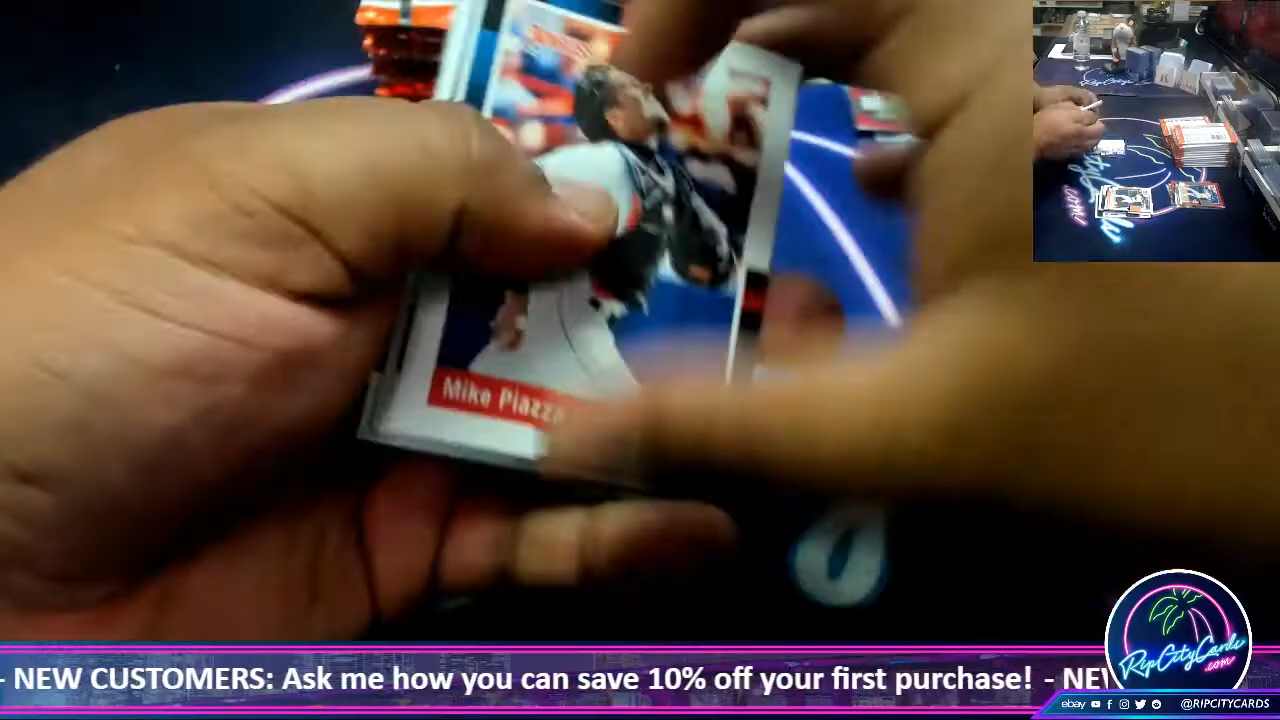 Mike Piazza
- NEW CUSTOMERS: Ask me how you can save 10% off your first purchase! - NEW
RipCityCards
.com
ebay
@RIPCITYCARDS